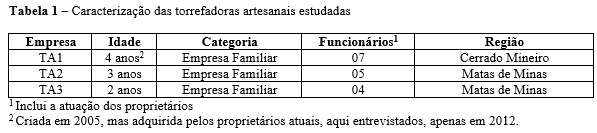 Tabela 1 – Caracterização das torrefadoras artesanais estudadas
Empresa Idade Categoria Funcionários¹ Região
TA1 4 anos² Empresa Familiar 07 Cerrado Mineiro
TA2 3 anos Empresa Familiar 05 Matas de Minas
TA3 2 anos Empresa Familiar 04 Matas de Minas
¹ Inclui a atuação dos proprietários
² Criada em 2005, mas adquirida pelos proprietários atuais, aqui entrevistados, apenas em 2012.